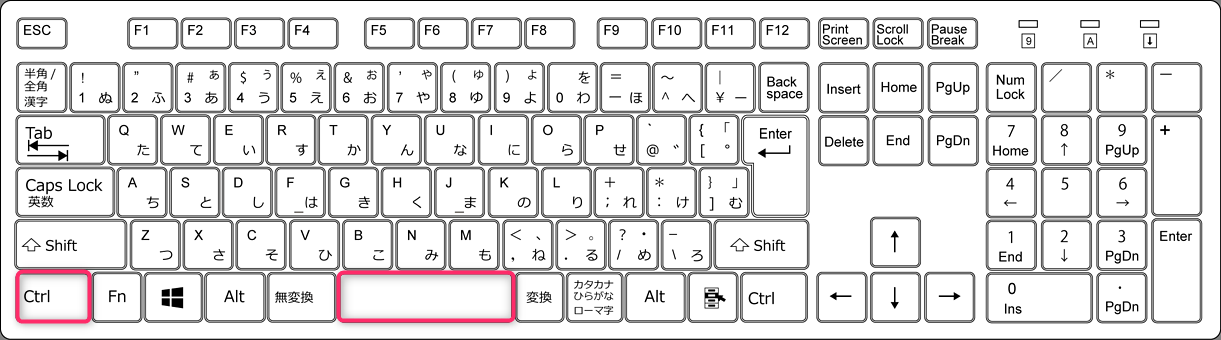 ESC F1 F2 F3 F4 F5 F6 F7 F8 F9 F10 F11 F12 Print Screen Scroll Lock Pause Break 9 A ⬇
半角/全角 漢字 ! 1 ぬ " 2 ふ # ぁ 3 あ $ ぅ 4 う % ぇ 5 え & ぉ 6 お ' ゃ 7 や ( ゅ 8 ゆ ) ょ 9 よ を 0 わ = ー ほ ～ ^ へ | ¥ ー Back space Insert Home PgUp Num Lock ／ ＊ ー
Tab Q た W て E い R す T か Y ん U な I に O ら P せ ` @ ゛ { 「 [ ゜ Enter Delete End PgDn 7 Home 8 ↑ 9 PgUp +
Caps Lock 英数 A ち S と D し F _は G き H く J _ま K の L り + ; れ * : け } 」 ] む 4 ← 5 6 →
Shift Z つ X さ C そ V ひ B こ N み M も < 、 , ね > 。 . る ? ・ / め _ \ ろ Shift ↑ 1 End 2 ↓ 3 PgDn Enter
Ctrl Fn Alt 無変換 変換 カタカナ ひらがな ローマ字 Alt Ctrl ← ↓ → 0 Ins . PgDn